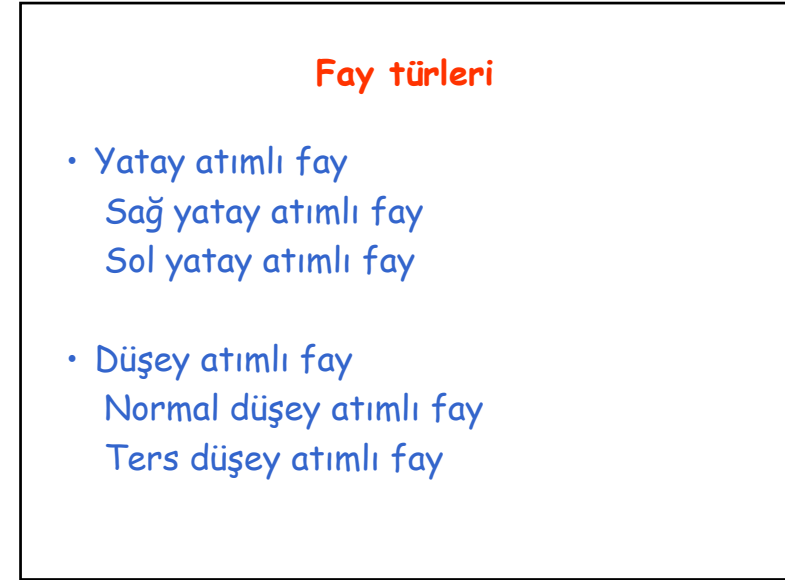 Fay türleri
• Yatay atımlı fay
Sağ yatay atımlı fay
Sol yatay atımlı fay
• Düşey atımlı fay
Normal düşey atımlı fay
Ters düşey atımlı fay